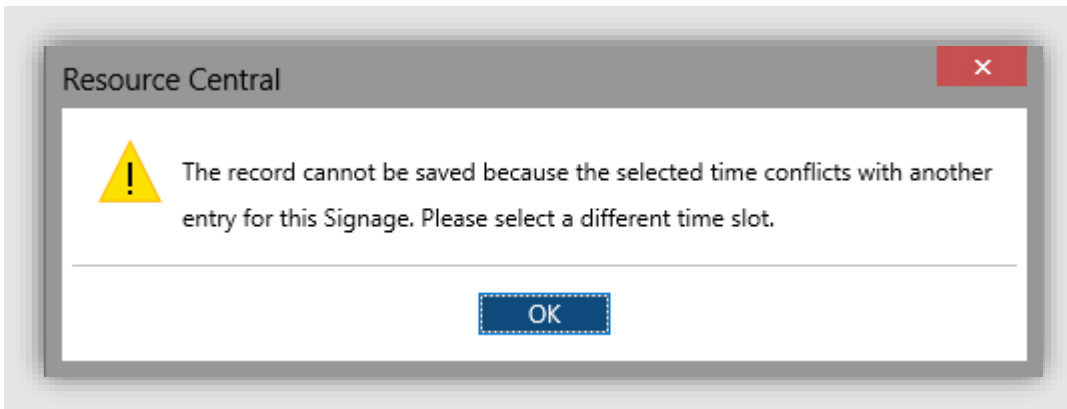 Resource Central
The record cannot be saved because the selected time conflicts with another
entry for this Signage. Please select a different time slot.
OK